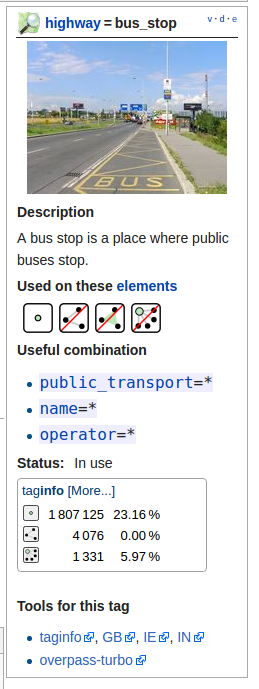 highway = bus_stop
v · d · e
BUS
Description
A bus stop is a place where public
buses stop.
Used on these elements
Useful combination
public_transport=*
name=*
operator=*
Status: In use
taginfo [More...]
1 807 125 23.16 %
4 076 0.00 %
1 331 5.97 %
Tools for this tag
taginfo, GB, IE, IN
overpass-turbo